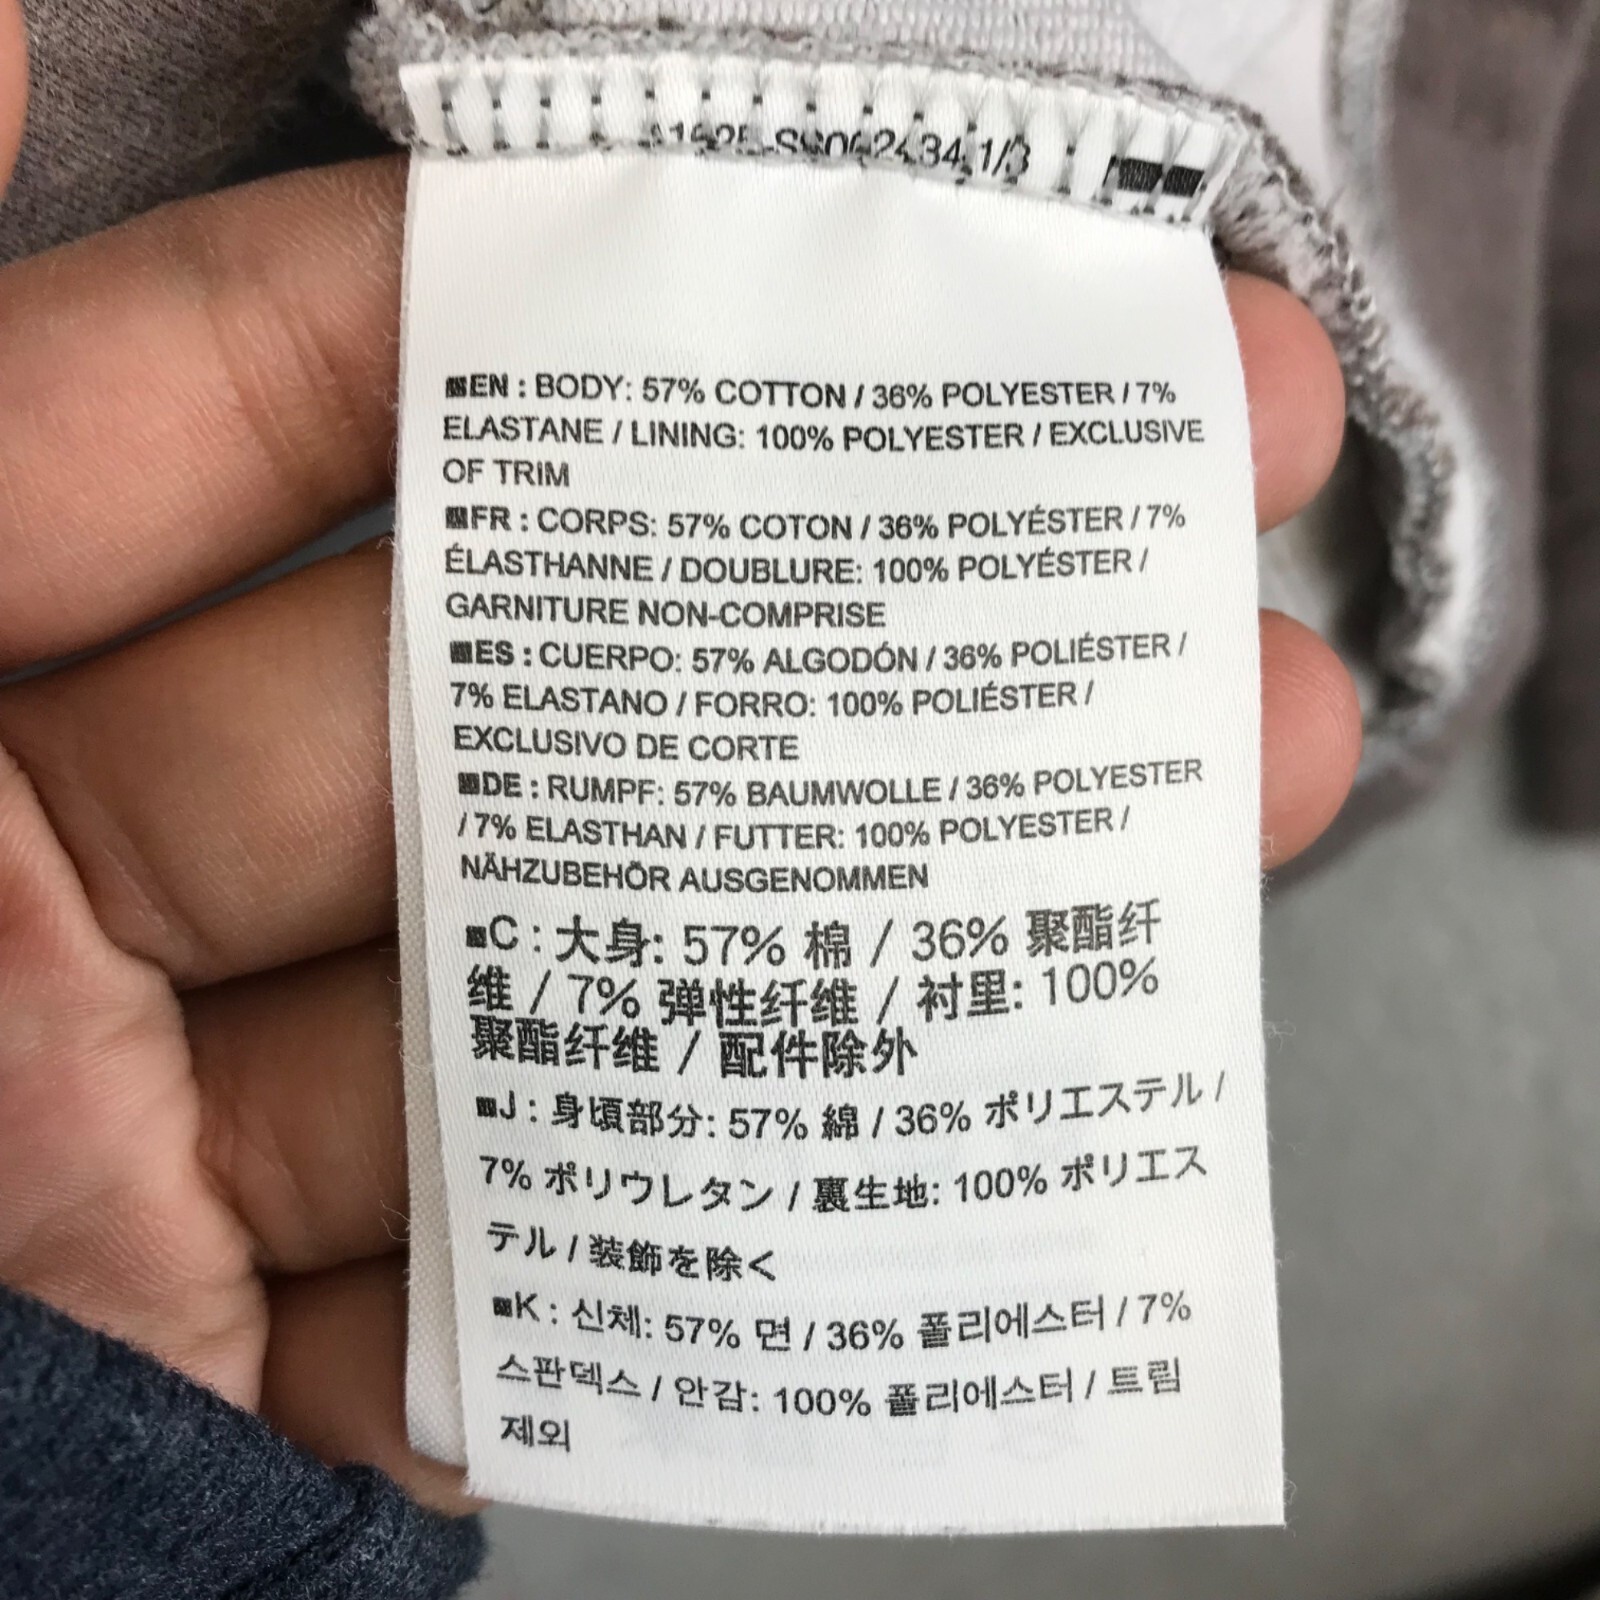 EN : BODY: 57% COTTON / 36% POLYESTER / 7%
ELASTANE / LINING: 100% POLYESTER / EXCLUSIVE
OF TRIM
FR : CORPS: 57% COTON / 36% POLYÉSTER / 7%
ÉLASTHANNE / DOUBLURE: 100% POLYÉSTER /
GARNITURE NON-COMPRISE
ES : CUERPO: 57% ALGODÓN / 36% POLIÉSTER /
7% ELASTANO / FORRO: 100% POLIÉSTER /
EXCLUSIVO DE CORTE
DE : RUMPF: 57% BAUMWOLLE / 36% POLYESTER
/ 7% ELASTHAN / FUTTER: 100% POLYESTER /
NÄHZUBEHÖR AUSGENOMMEN
C : 大身: 57% 棉 / 36% 聚酯纤
维 / 7% 弹性纤维 / 衬里: 100%
聚酯纤维 / 配件除外
J : 身頃部分: 57% 綿 / 36% ポリエステル /
7% ポリウレタン / 裏生地: 100% ポリエス
テル / 装飾を除く
K : 신체: 57% 면 / 36% 폴리에스터 / 7%
스판덱스 / 안감: 100% 폴리에스터 / 트림
제외